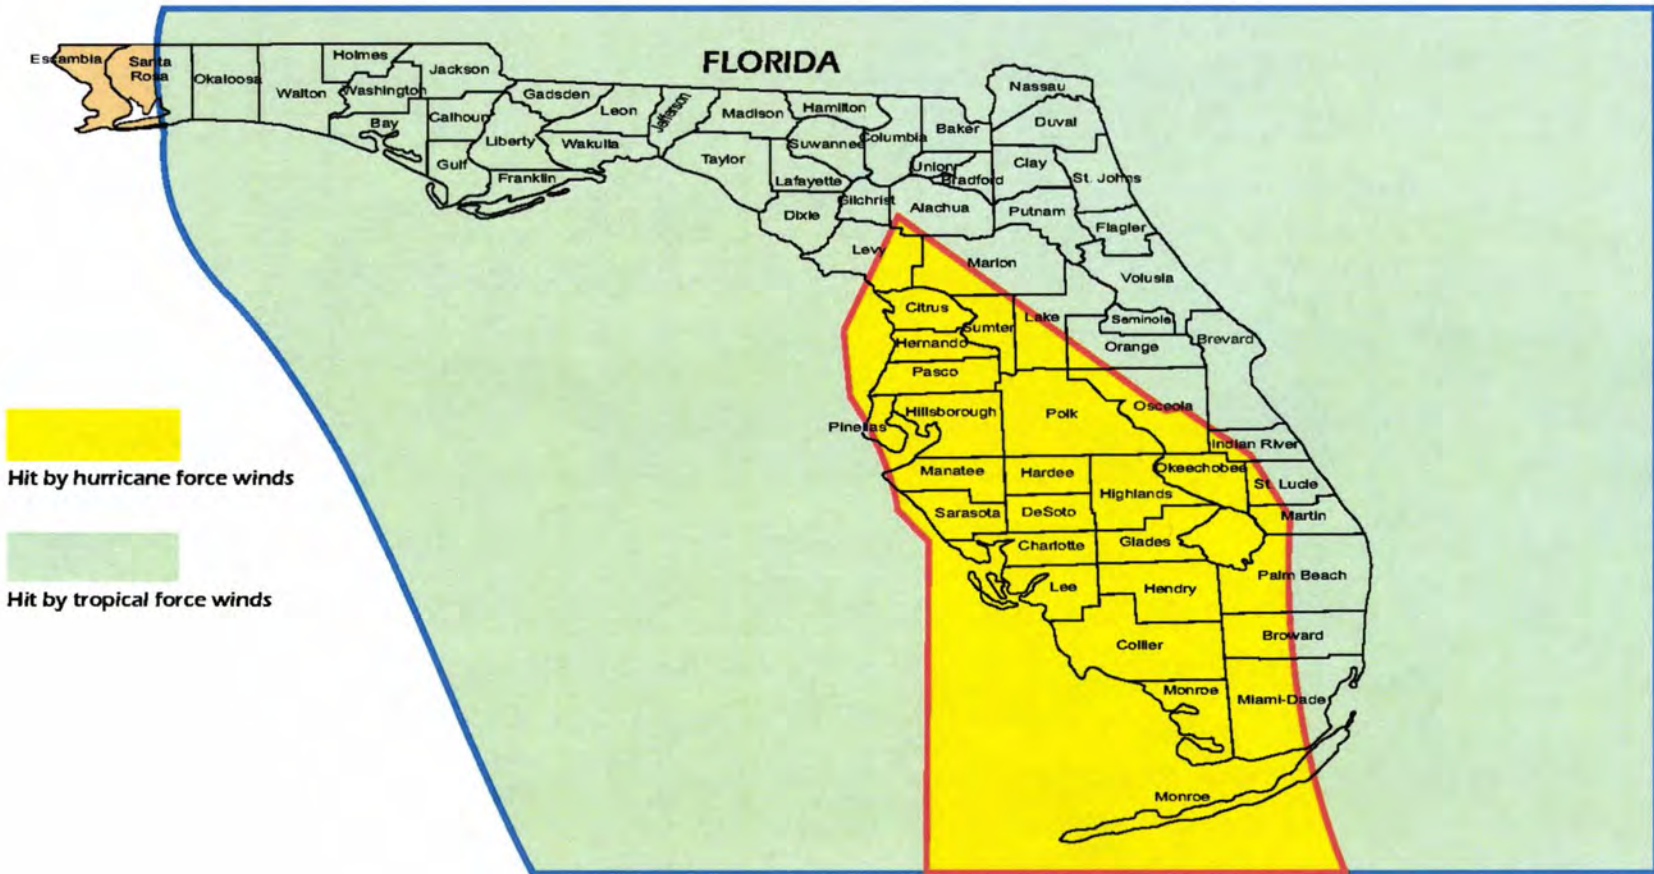 FLORIDA
Escambia
Santa
Rosa
Okaloosa
Walton
Holmes
Washington
Jackson
Bay
Calhoun
Gulf
Gadsden
Liberty
Franklin
Leon
Wakulla
Jefferson
Madison
Taylor
Hamilton
Suwannee
Lafayette
Dixie
Columbia
Gilchrist
Baker
Union
Bradford
Alachua
Nassau
Duval
Clay
St. Johns
Putnam
Flagler
Levy
Marion
Volusia
Citrus
Sumter
Lake
Seminole
Orange
Brevard
Hernando
Pasco
Hillsborough
Pinellas
Polk
Osceola
Indian River
Manatee
Hardee
Highlands
Okeechobee
St. Lucie
Sarasota
DeSoto
Martin
Charlotte
Glades
Lee
Hendry
Palm Beach
Collier
Broward
Monroe
Miami-Dade
Monroe
Hit by hurricane force winds
Hit by tropical force winds